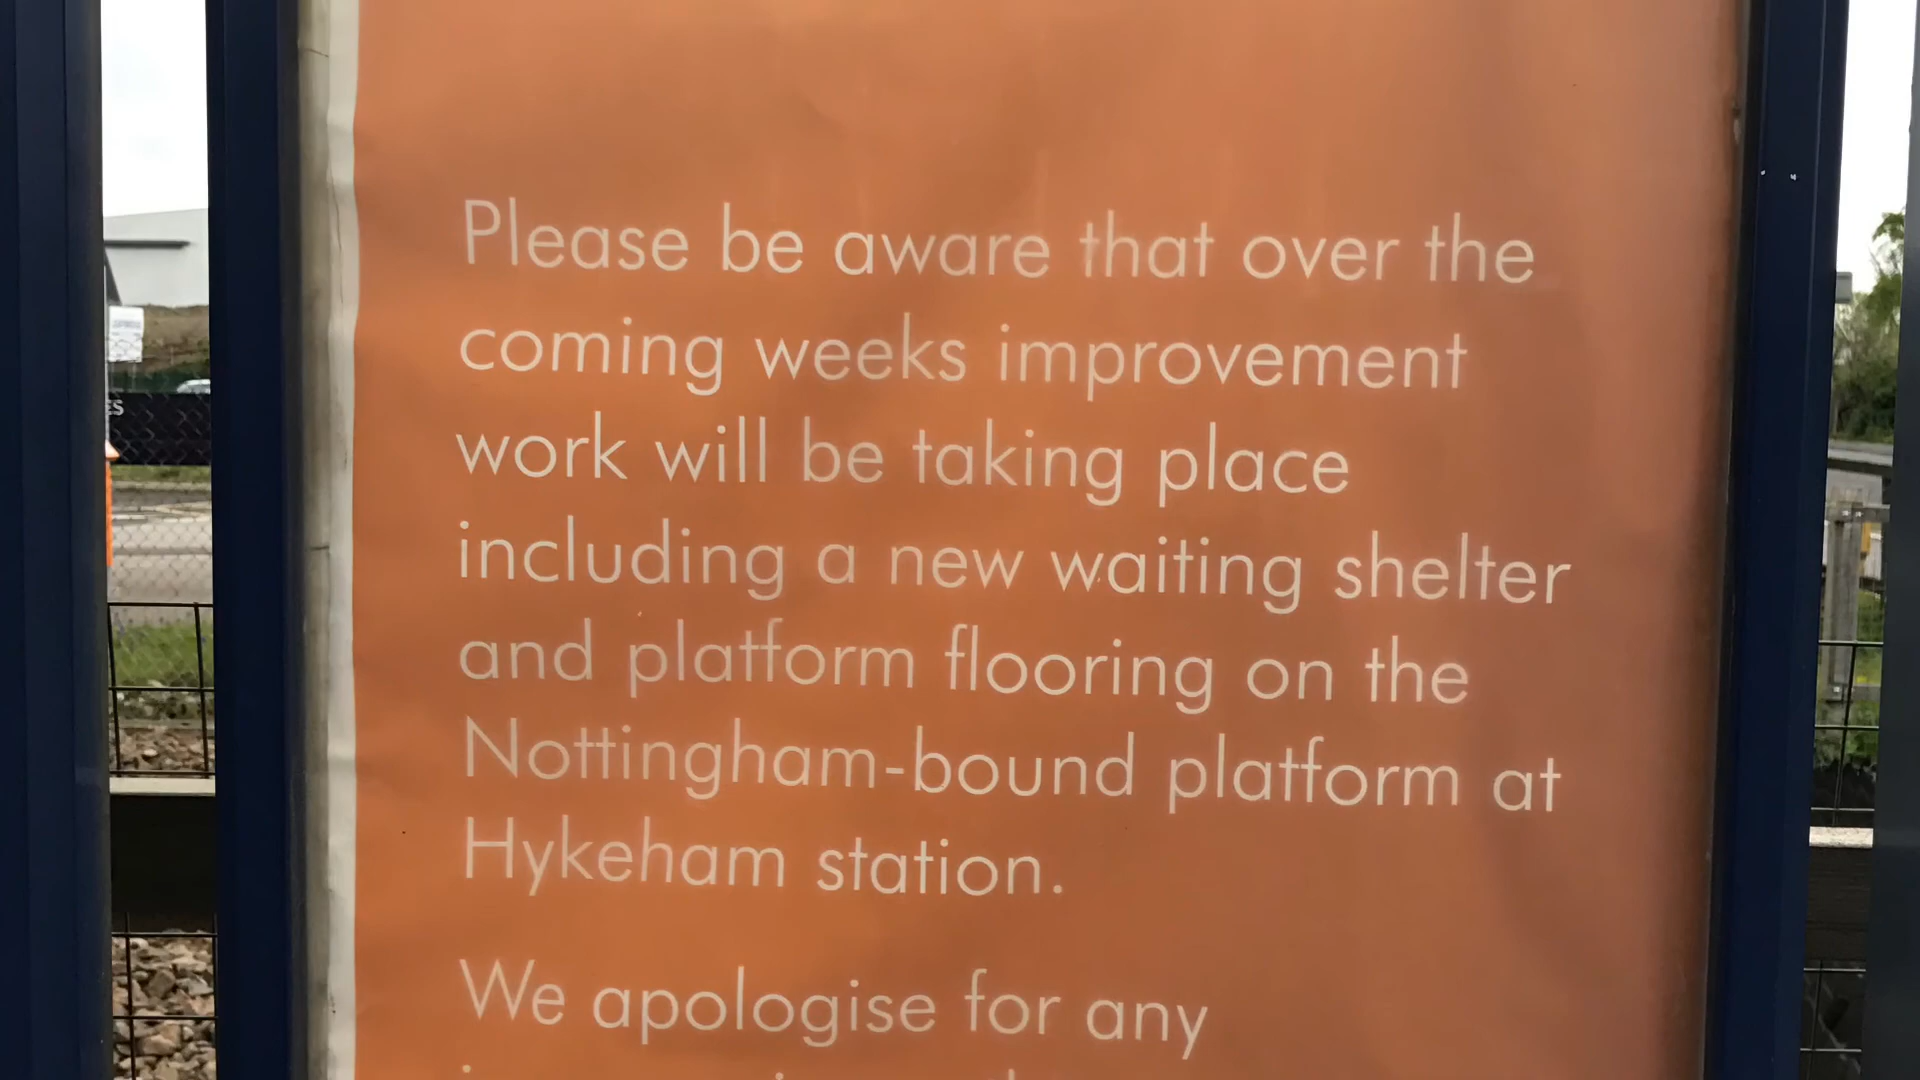 Please be aware that over the
coming weeks improvement
work will be taking place
including a new waiting shelter
and platform flooring on the
Nottingham-bound platform at
Hykeham station.
We apologise for any